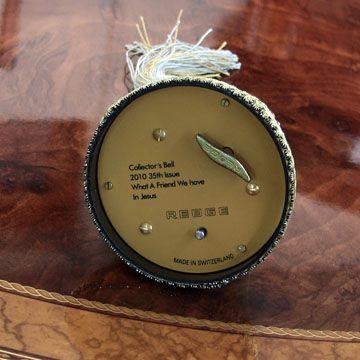 Collector's Bell
2010 35th Issue
What A Friend We have
In Jesus
REUGE
MADE IN SWITZERLAND